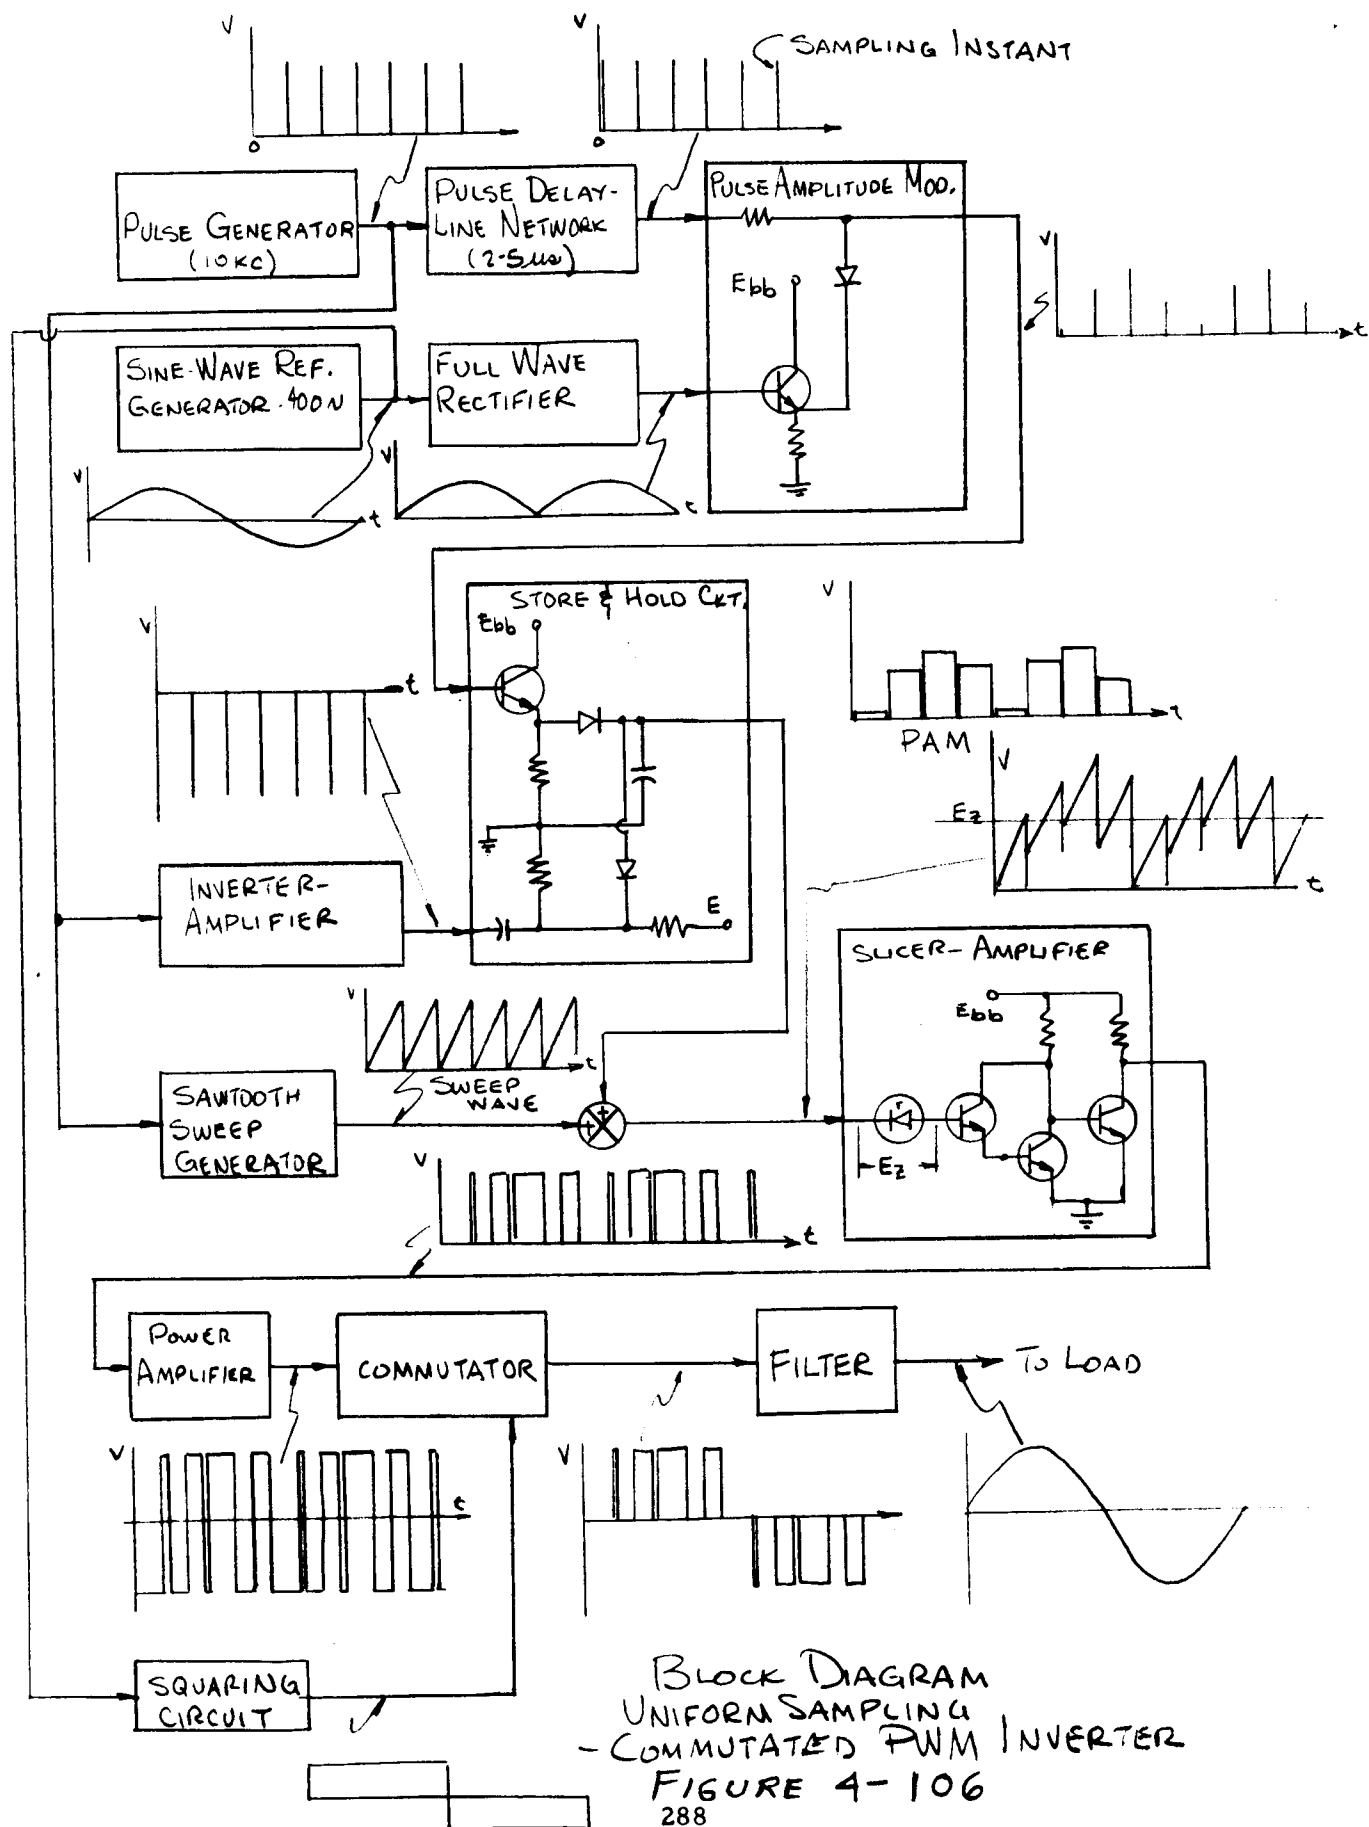 V
V
SAMPLING INSTANT
0
0
PULSE GENERATOR
(10KC)
PULSE DELAY-
LINE NETWORK
(2-5us)
PULSE AMPLITUDE MOD.
Ebb
V
t
SINE-WAVE REF.
GENERATOR-400~
FULL WAVE
RECTIFIER
V
t
V
t
STORE & HOLD CKT.
Ebb
V
t
E
V
t
PAM
V
Ez
t
INVERTER-
AMPLIFIER
SLICER-AMPLIFIER
Ebb
Ez
V
t
SWEEP
WAVE
SAWTOOTH
SWEEP
GENERATOR
+
+
V
t
POWER
AMPLIFIER
COMMUTATOR
FILTER
TO LOAD
V
t
V
SQUARING
CIRCUIT
BLOCK DIAGRAM
UNIFORM SAMPLING
-COMMUTATED PWM INVERTER
FIGURE 4-106
288